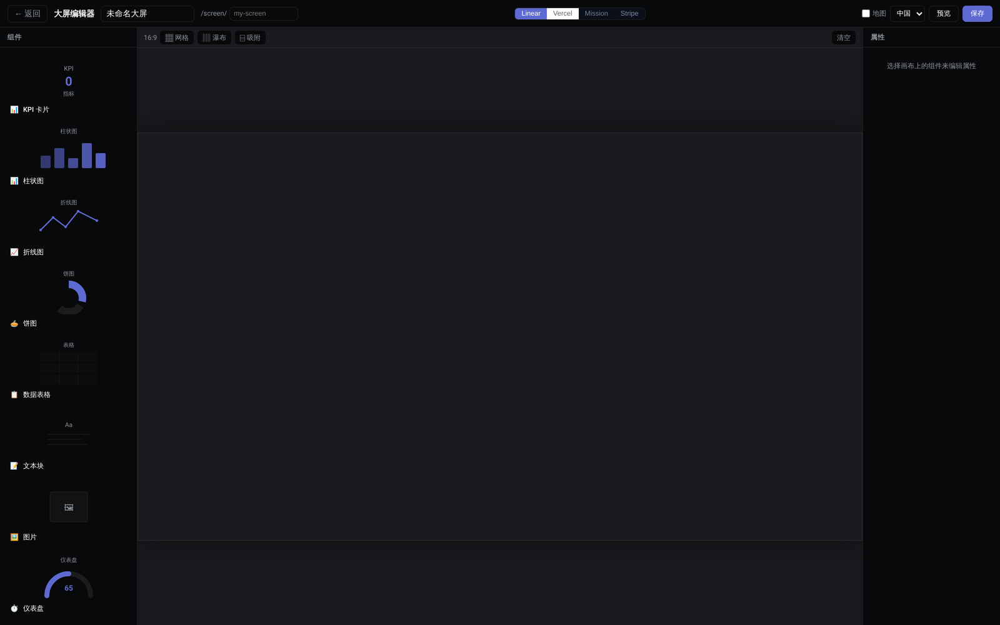 ← 返回 大屏编辑器 未命名大屏 /screen/ my-screen Linear Vercel Mission Stripe 地图 中国 预览 保存
组件
16:9 网格 瀑布 吸附 清空
属性
选择画布上的组件来编辑属性
KPI
0
指标
KPI 卡片
柱状图
柱状图
折线图
折线图
饼图
饼图
表格
数据表格
Aa
文本块
图片
仪表盘
65
仪表盘